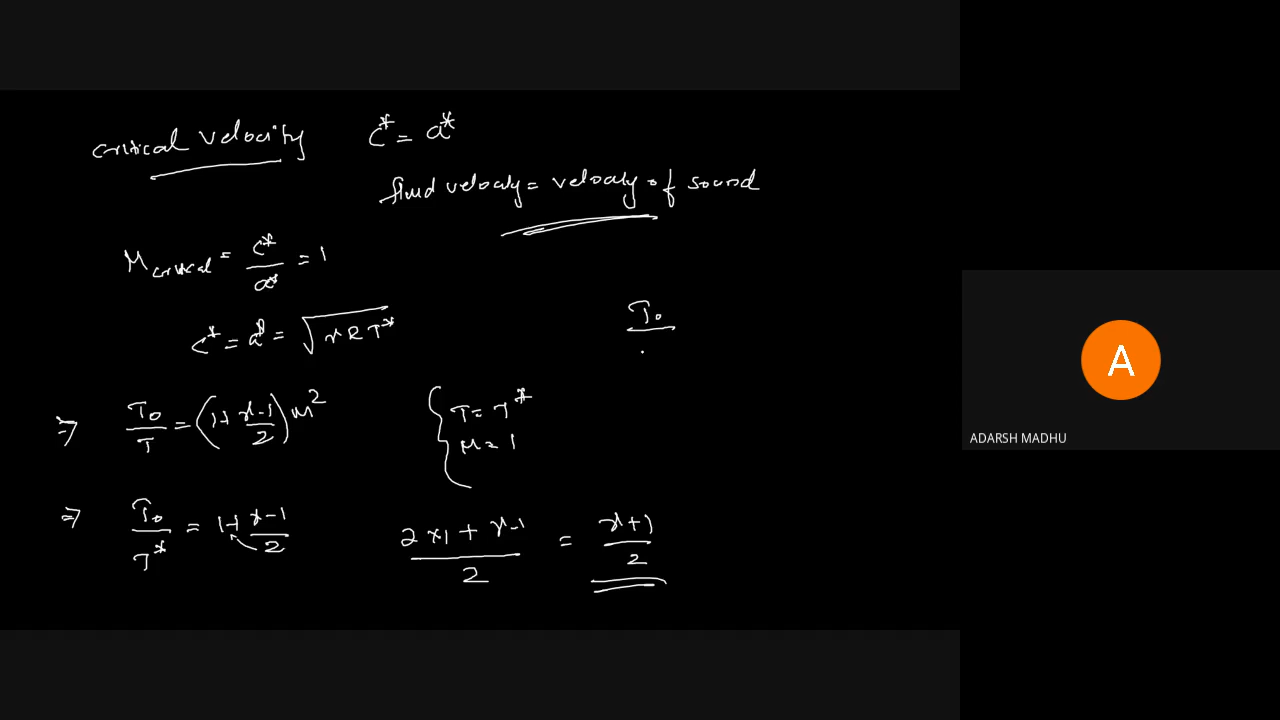 critical velocity c* = a*
fluid velocity = velocity of sound
M critical = c*/a* = 1
c* = a* = √γRT*
T₀
⇒ T₀/T = (1+γ-1/2)M² { T = T*
M = 1
⇒ T₀/T* = 1+γ-1/2 2×1+γ-1/2 = γ+1/2
A
ADARSH MADHU